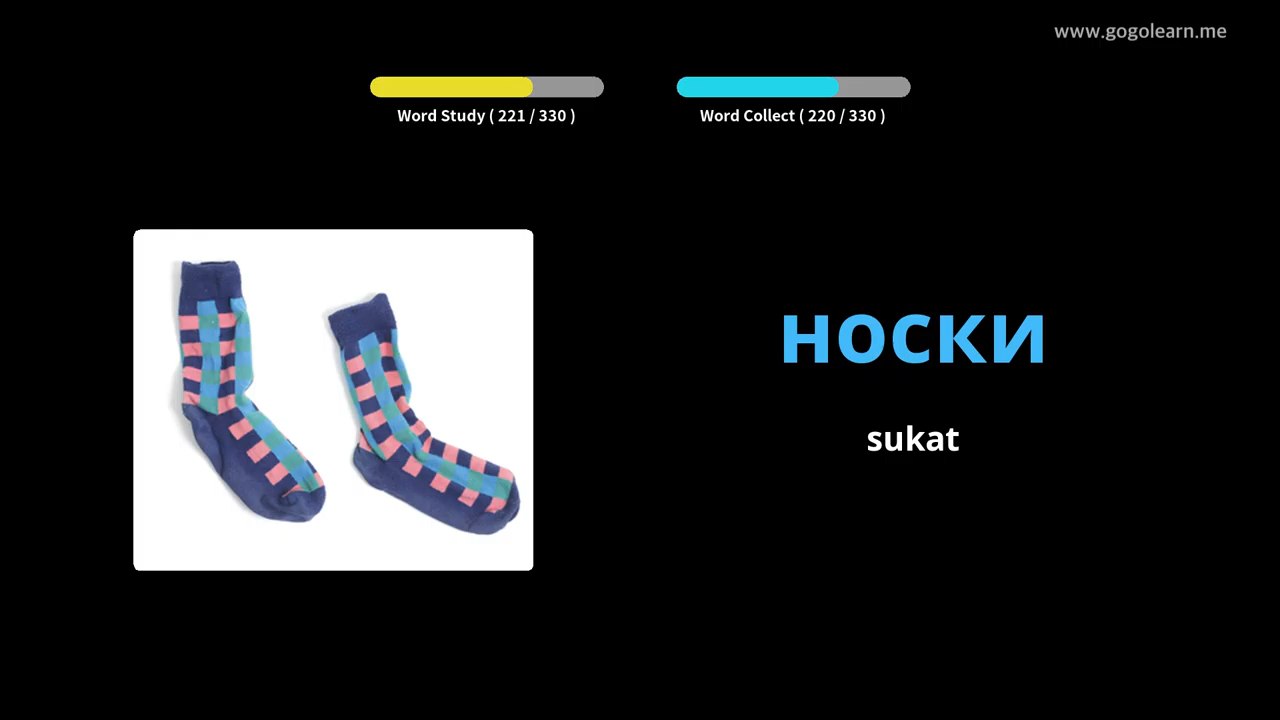 www.gogolearn.me
Word Study ( 221 / 330 )
Word Collect ( 220 / 330 )
носки
sukat